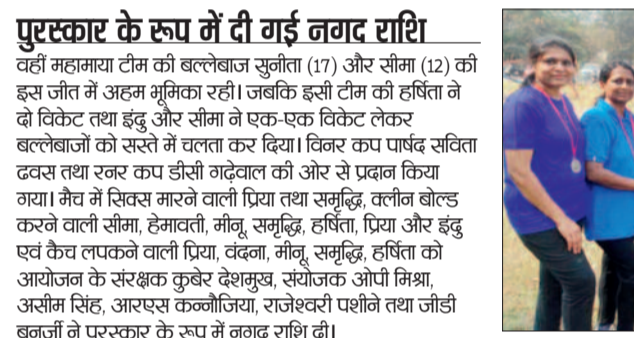 पुरस्कार के रूप में दी गई नगद राशि
वहीं महामाया टीम की बल्लेबाज सुनीता (17) और सीमा (12) की
इस जीत में अहम भूमिका रही। जबकि इसी टीम की हर्षिता ने
दो विकेट तथा इंदु और सीमा ने एक-एक विकेट लेकर
बल्लेबाजों को सस्ते में चलता कर दिया। विनर कप पार्षद सविता
ढवस तथा रनर कप डीसी गढ़ेवाल की ओर से प्रदान किया
गया। मैच में सिक्स मारने वाली प्रिया तथा समृद्धि, क्लीन बोल्ड
करने वाली सीमा, हेमावती, मीनू, समृद्धि, हर्षिता, प्रिया और इंदु
एवं कैच लपकने वाली प्रिया, वंदना, मीनू, समृद्धि, हर्षिता को
आयोजन के संरक्षक कुबेर देशमुख, संयोजक ओपी मिश्रा,
असीम सिंह, आरएस कन्नौजिया, राजेश्वरी पशीने तथा जीडी
बनर्जी ने पुरस्कार के रूप में नगद राशि दी।